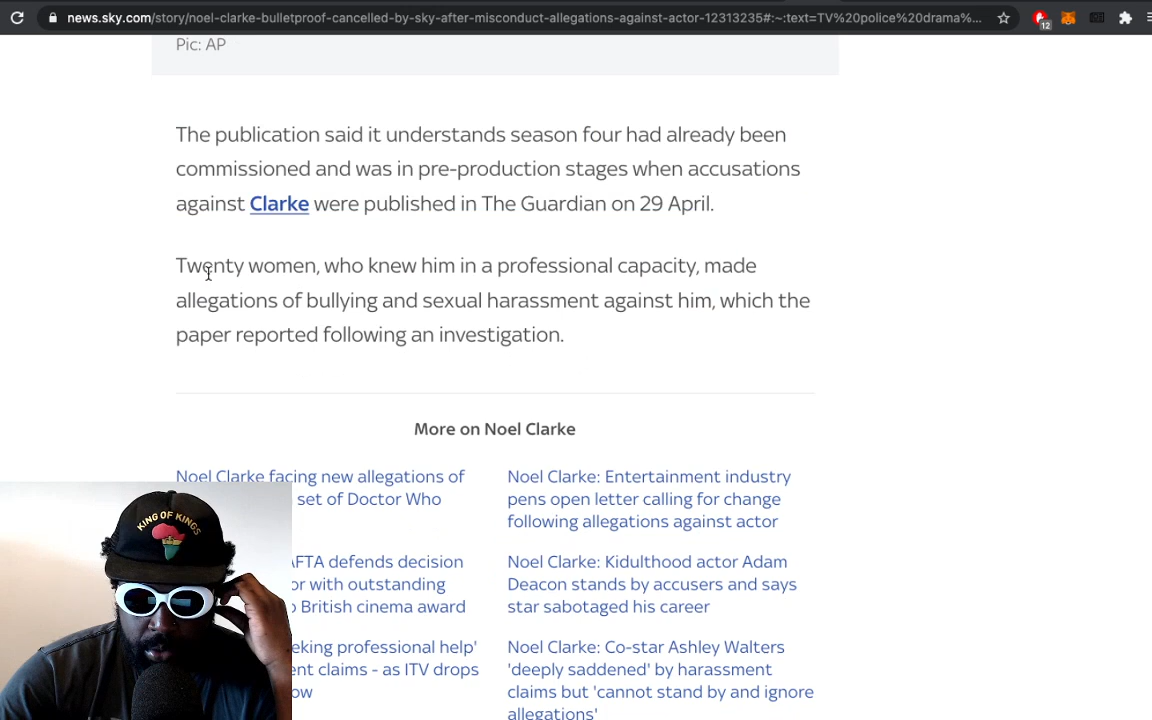 news.sky.com/story/noel-clarke-bulletproof-cancelled-by-sky-after-misconduct-allegations-against-actor-12313235#:~:text=TV%20police%20drama%...
12
Pic: AP
The publication said it understands season four had already been
commissioned and was in pre-production stages when accusations
against Clarke were published in The Guardian on 29 April.
Twenty women, who knew him in a professional capacity, made
allegations of bullying and sexual harassment against him, which the
paper reported following an investigation.
More on Noel Clarke
Noel Clarke facing new allegations of
set of Doctor Who
AFTA defends decision
or with outstanding
British cinema award
eeking professional help'
ent claims - as ITV drops
ow
Noel Clarke: Entertainment industry
pens open letter calling for change
following allegations against actor
Noel Clarke: Kidulthood actor Adam
Deacon stands by accusers and says
star sabotaged his career
Noel Clarke: Co-star Ashley Walters
'deeply saddened' by harassment
claims but 'cannot stand by and ignore
allegations'
KING OF KINGS